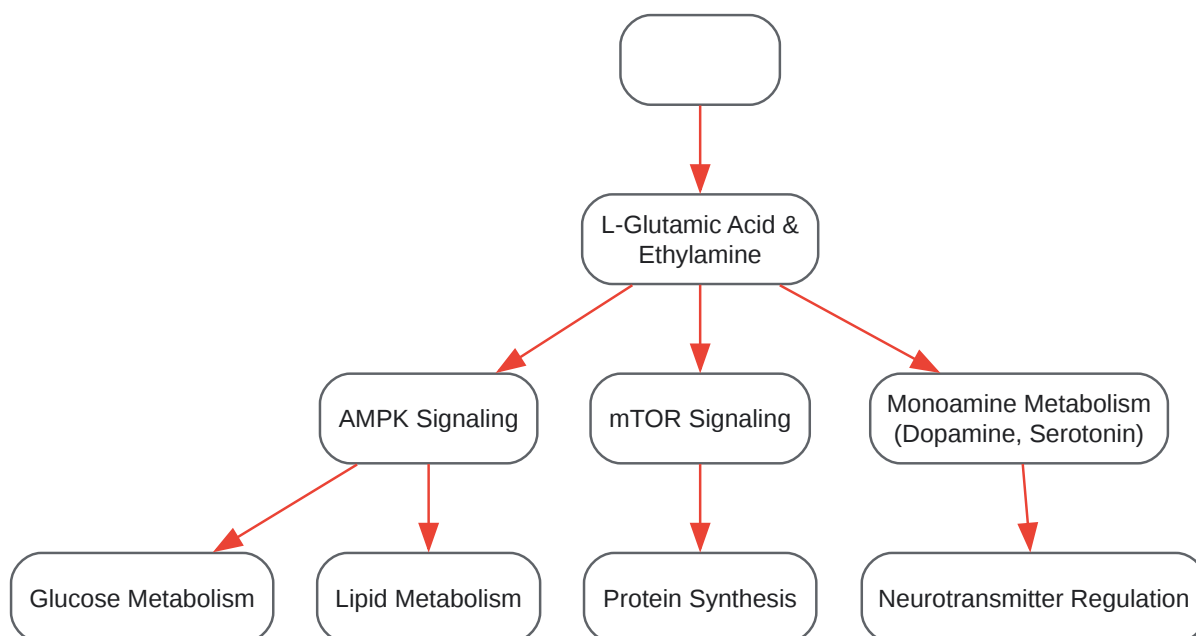 L-Glutamic Acid &
Ethylamine
AMPK Signaling
mTOR Signaling
Monoamine Metabolism
(Dopamine, Serotonin)
Glucose Metabolism
Lipid Metabolism
Protein Synthesis
Neurotransmitter Regulation